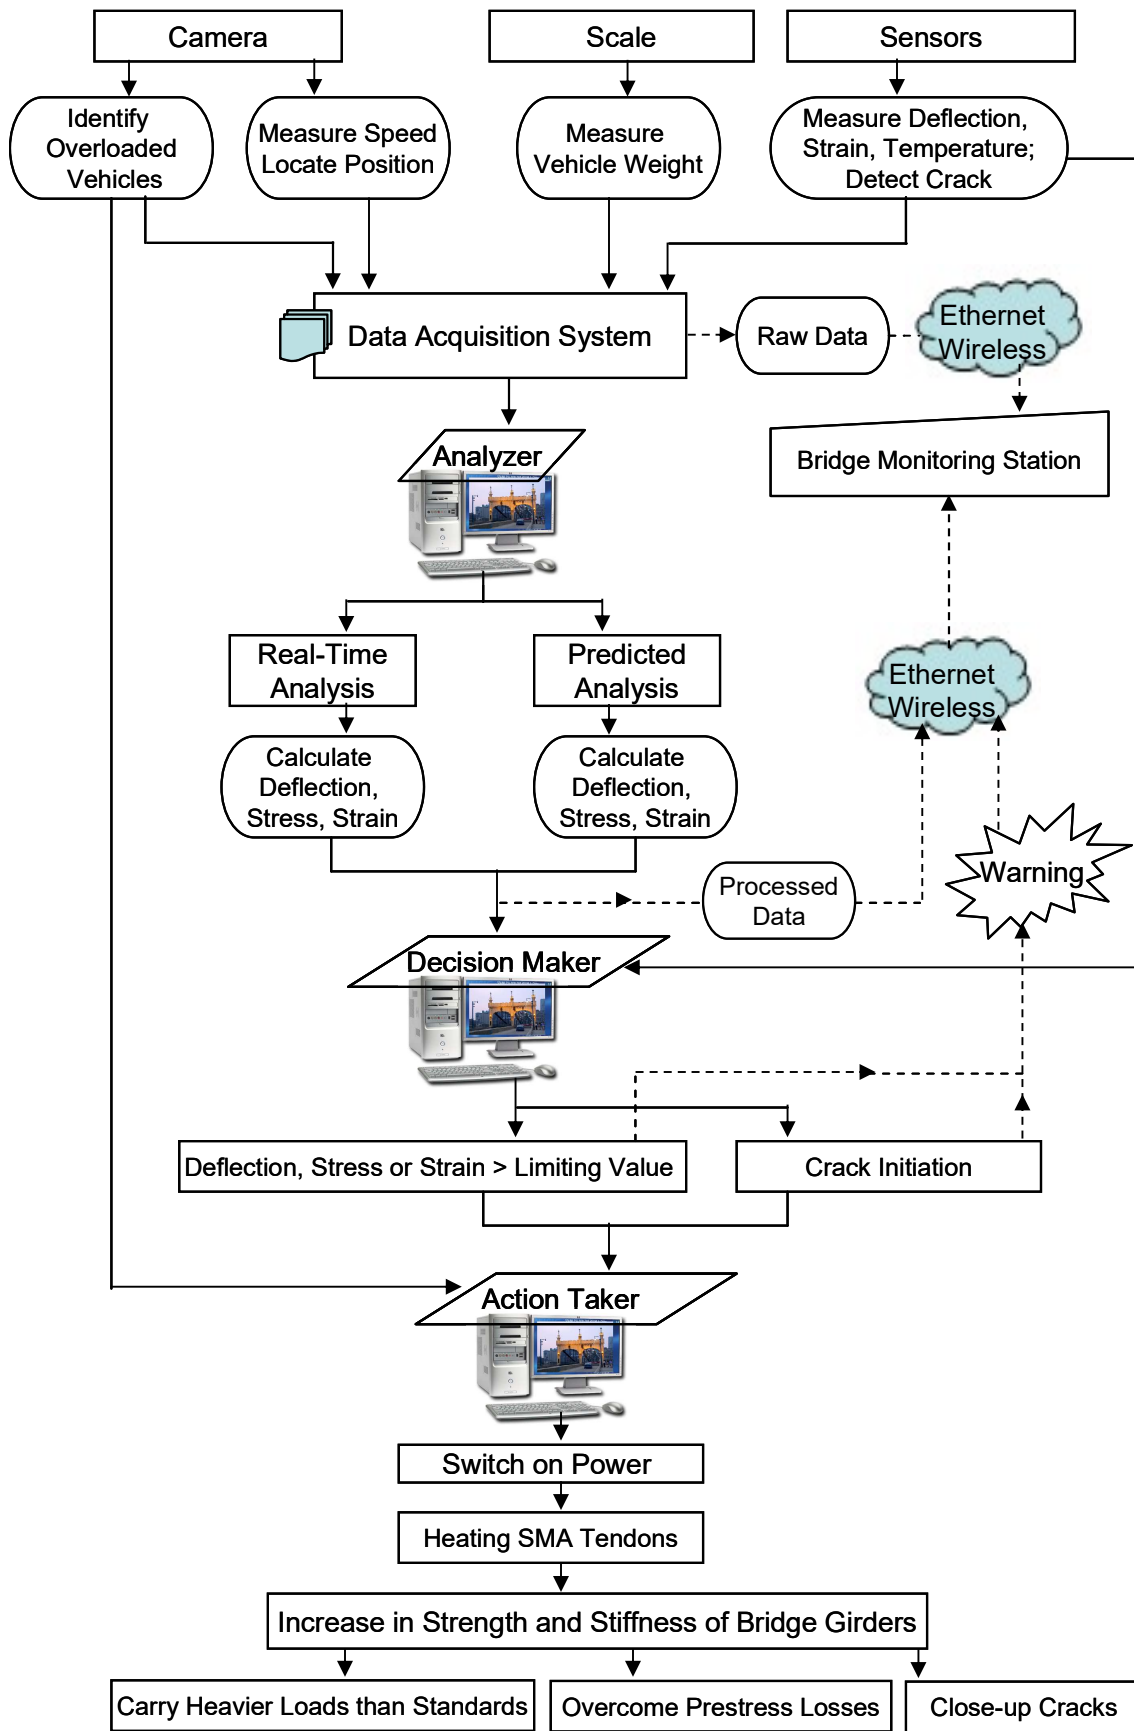 Camera
Scale
Sensors
Identify
Overloaded
Vehicles
Measure Speed
Locate Position
Measure
Vehicle Weight
Measure Deflection,
Strain, Temperature;
Detect Crack
Data Acquisition System
Raw Data
Ethernet
Wireless
Analyzer
Bridge Monitoring Station
Real-Time
Analysis
Predicted
Analysis
Ethernet
Wireless
Calculate
Deflection,
Stress, Strain
Calculate
Deflection,
Stress, Strain
Processed
Data
Warning
Decision Maker
Deflection, Stress or Strain > Limiting Value
Crack Initiation
Action Taker
Switch on Power
Heating SMA Tendons
Increase in Strength and Stiffness of Bridge Girders
Carry Heavier Loads than Standards
Overcome Prestress Losses
Close-up Cracks